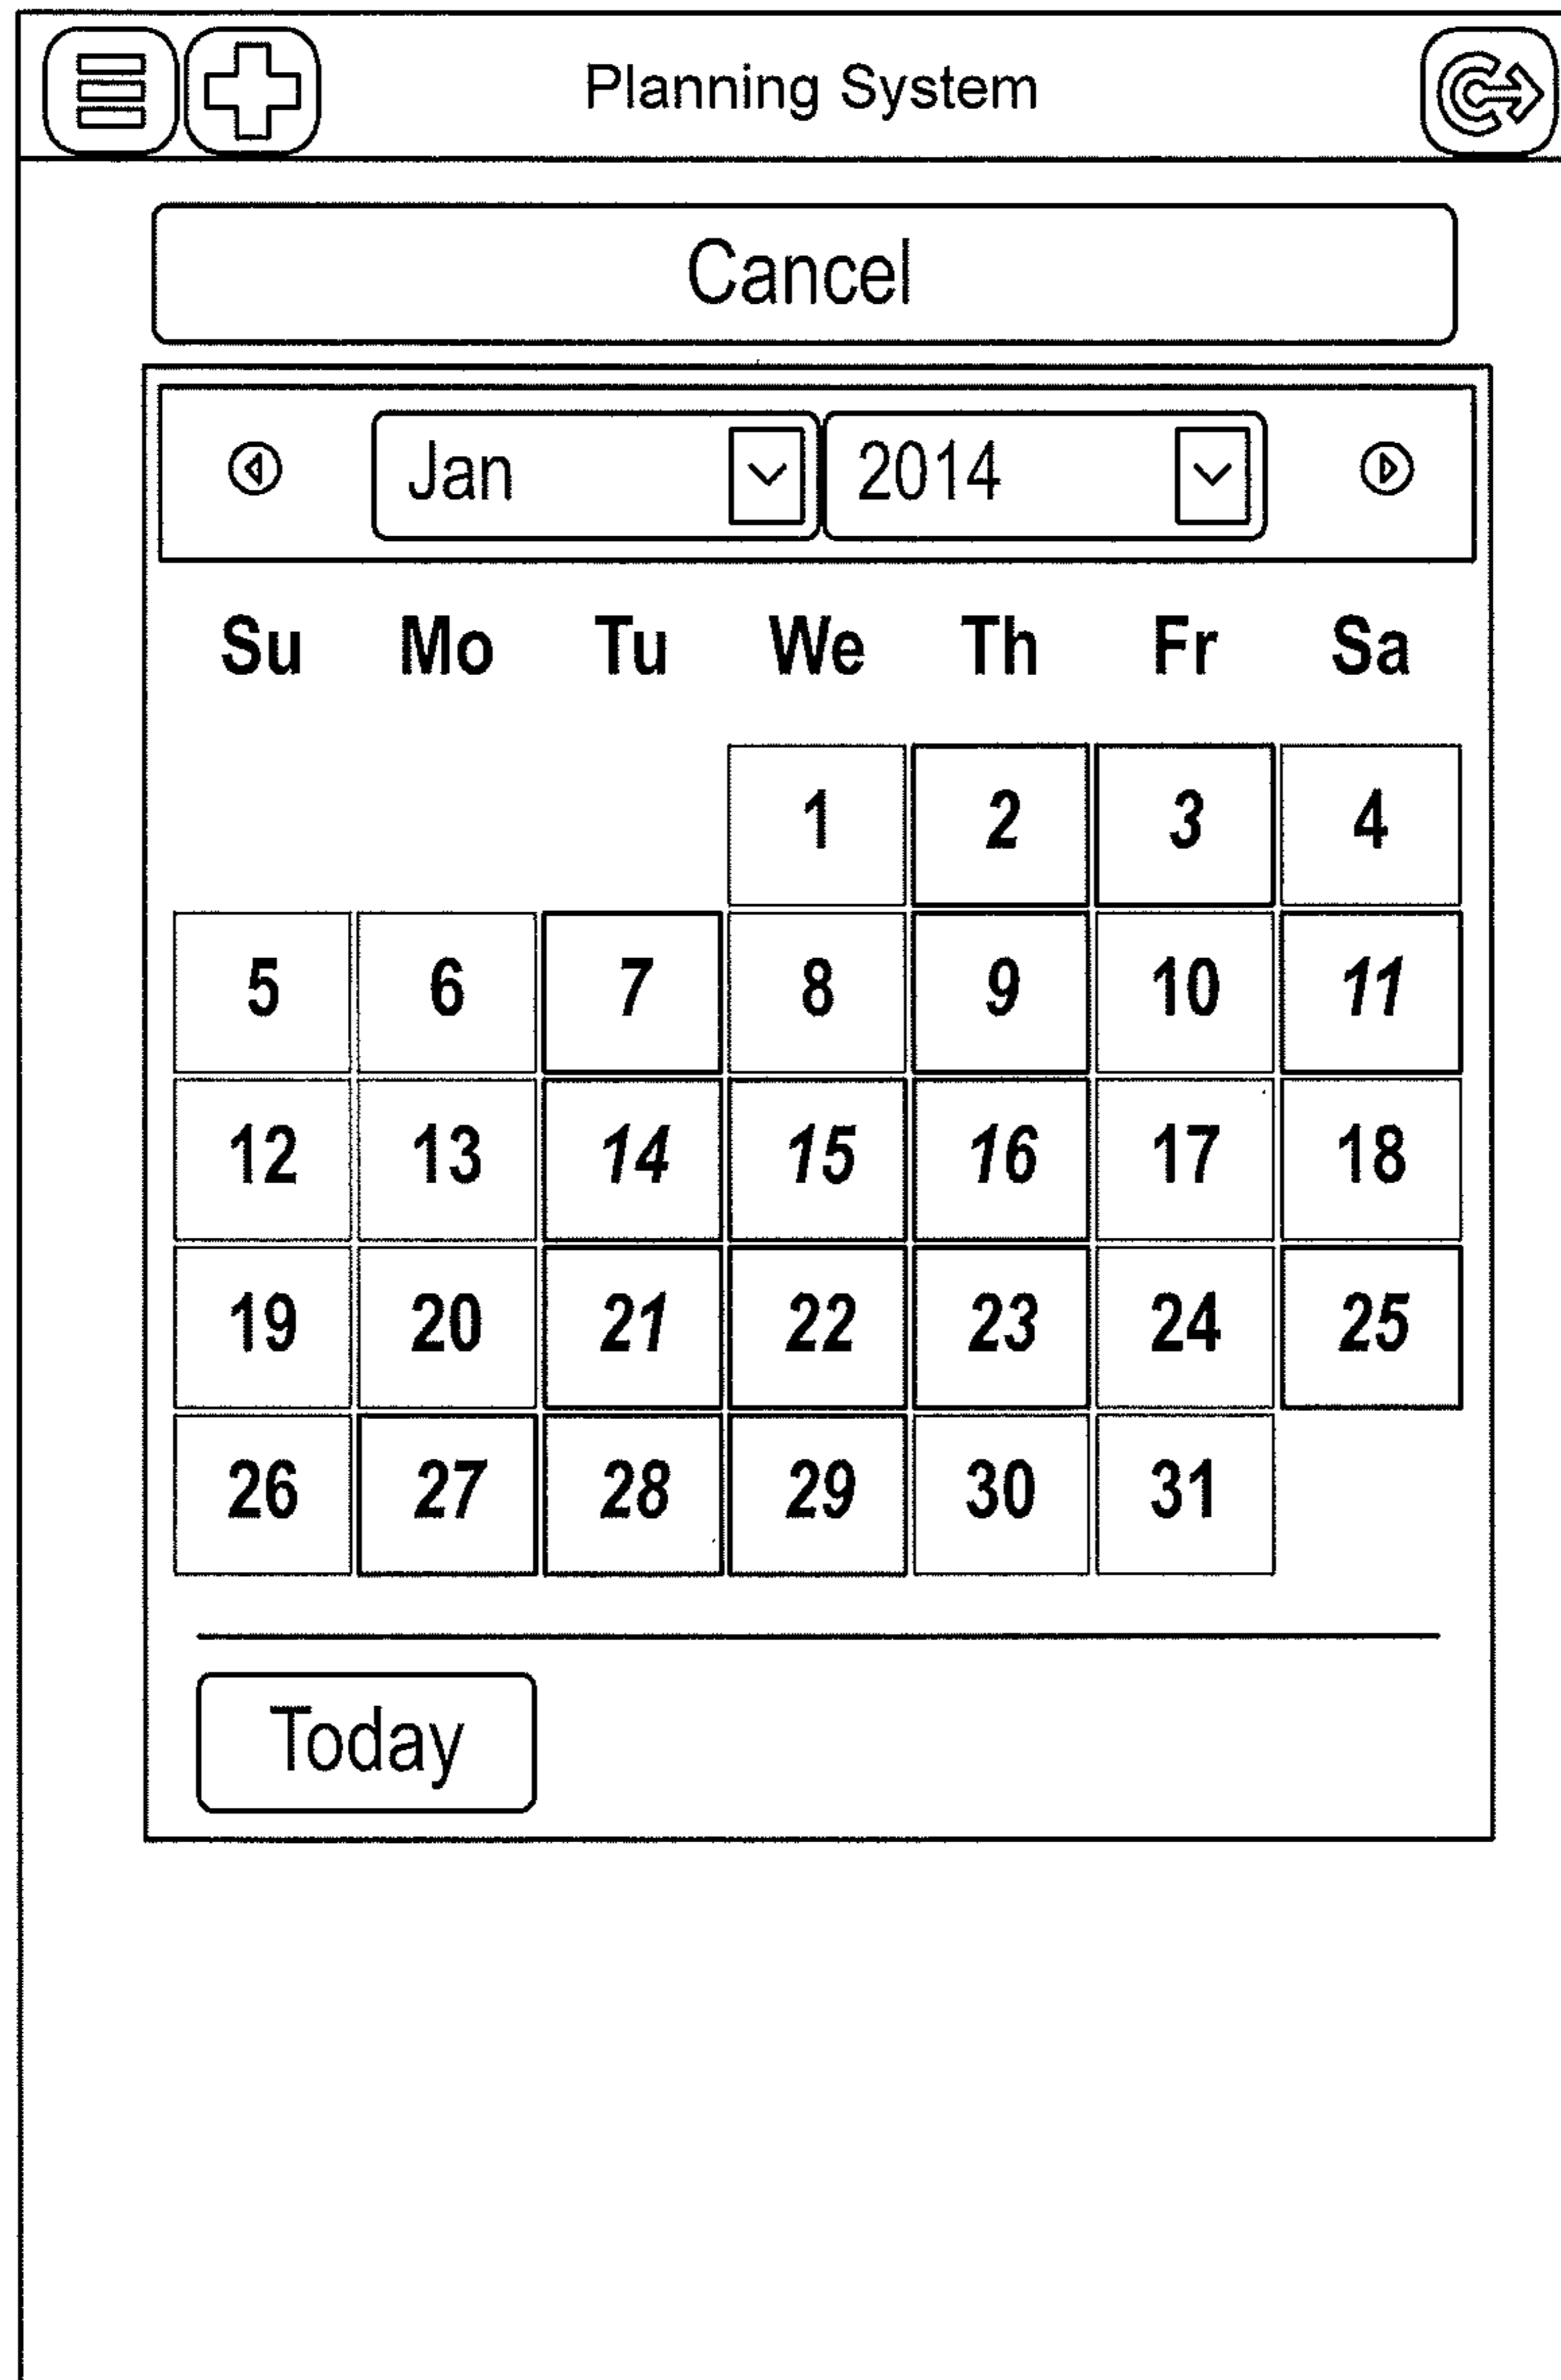 Planning System
Cancel
Jan 2014
Su Mo Tu We Th Fr Sa
1 2 3 4
5 6 7 8 9 10 11
12 13 14 15 16 17 18
19 20 21 22 23 24 25
26 27 28 29 30 31
Today